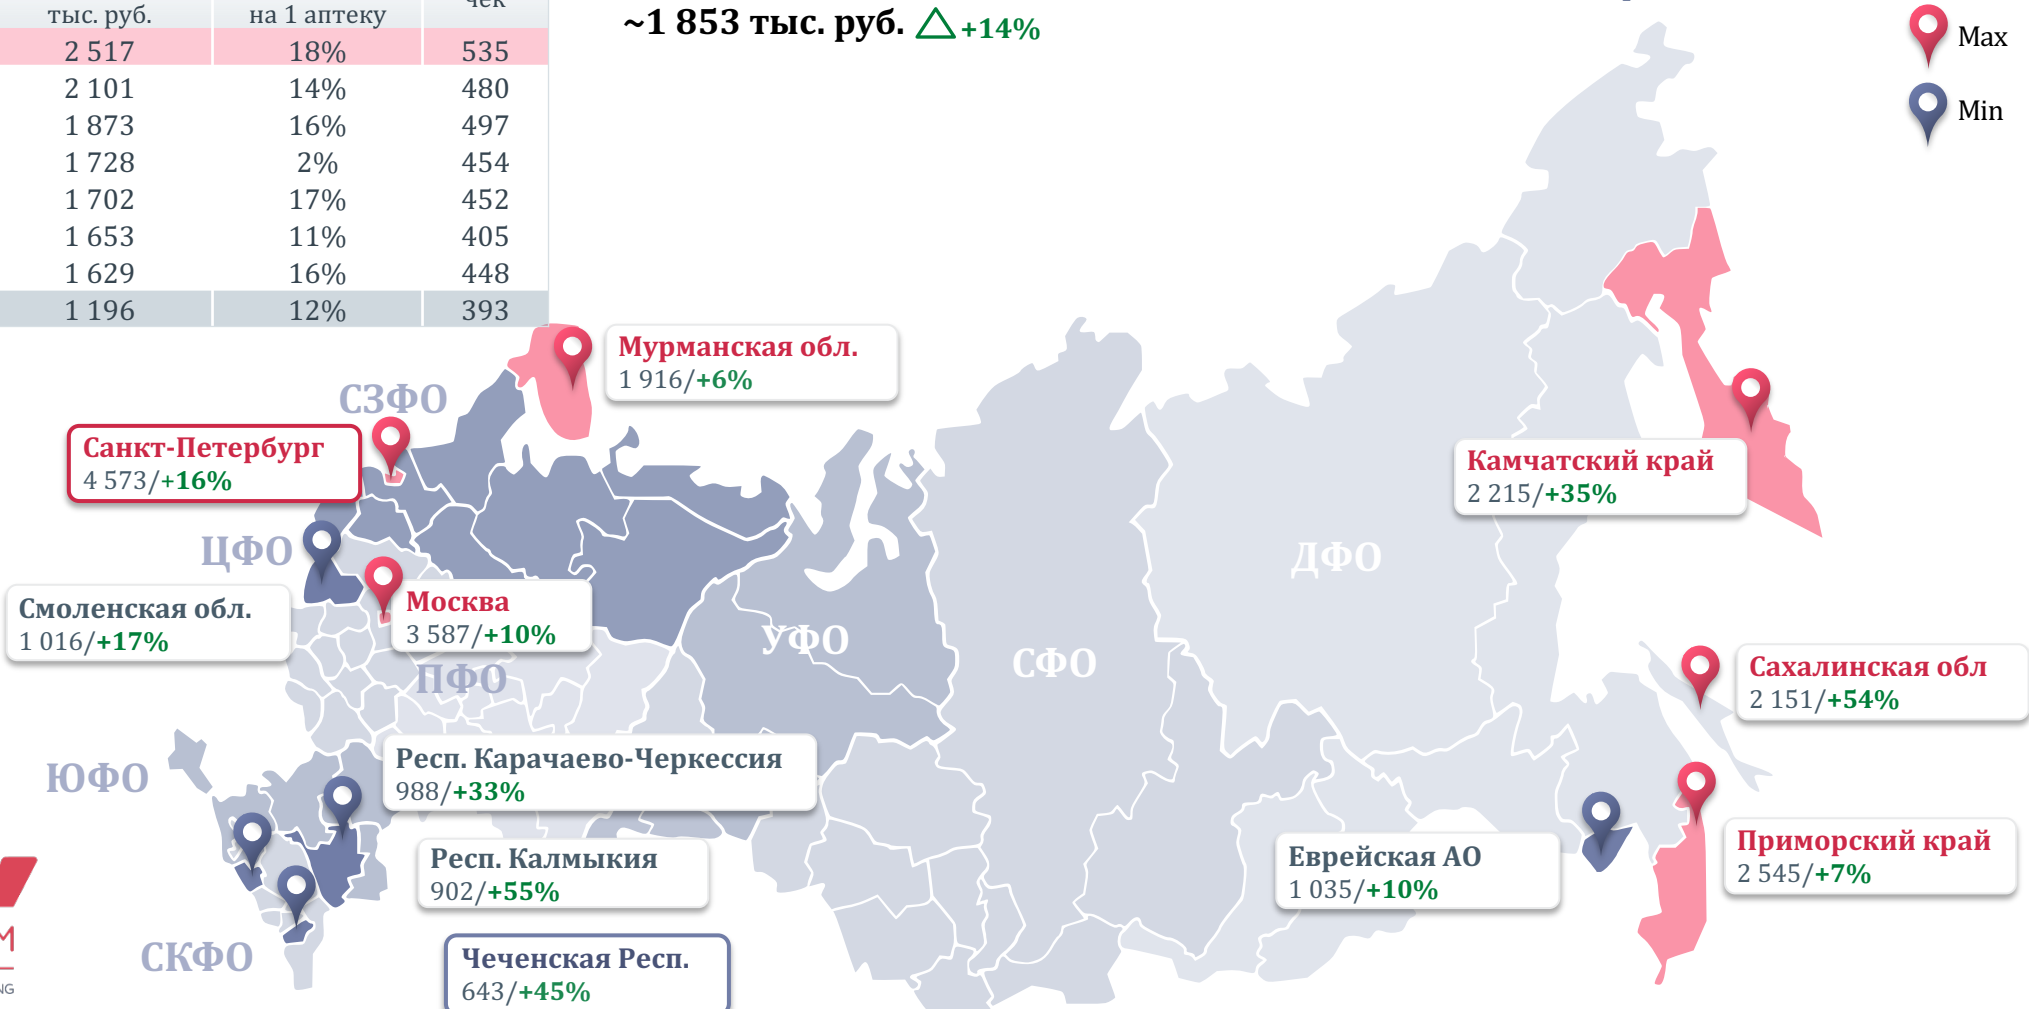 тыс. руб. на 1 аптеку чек
2 517 18% 535
2 101 14% 480
1 873 16% 497
1 728 2% 454
1 702 17% 452
1 653 11% 405
1 629 16% 448
1 196 12% 393
~1 853 тыс. руб. +14%
Max
Min
Мурманская обл.
1 916/+6%
СЗФО
Санкт-Петербург
4 573/+16%
Камчатский край
2 215/+35%
ЦФО
ДФО
Смоленская обл.
1 016/+17%
Москва
3 587/+10%
УФО
СФО
ПФО
Сахалинская обл
2 151/+54%
ЮФО
Респ. Карачаево-Черкессия
988/+33%
Респ. Калмыкия
902/+55%
Еврейская АО
1 035/+10%
Приморский край
2 545/+7%
СКФО
Чеченская Респ.
643/+45%